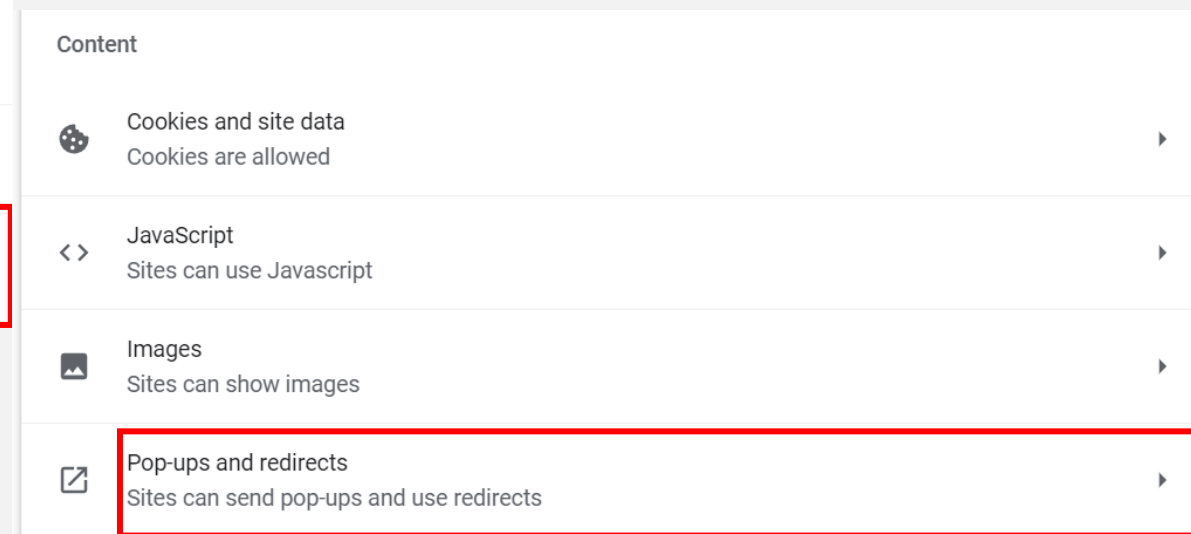 Content
Cookies and site data
Cookies are allowed
JavaScript
Sites can use Javascript
Images
Sites can show images
Pop-ups and redirects
Sites can send pop-ups and use redirects